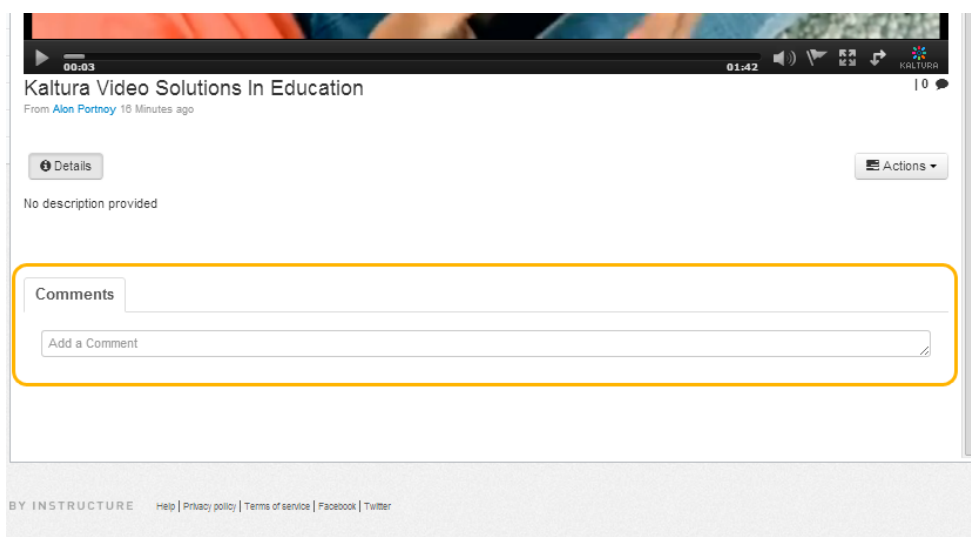 00:03
01:42
KALTURA
Kaltura Video Solutions In Education
| 0
From Alon Portnoy 16 Minutes ago
Details
Actions
No description provided
Comments
Add a Comment
BY INSTRUCTURE Help | Privacy policy | Terms of service | Facebook | Twitter